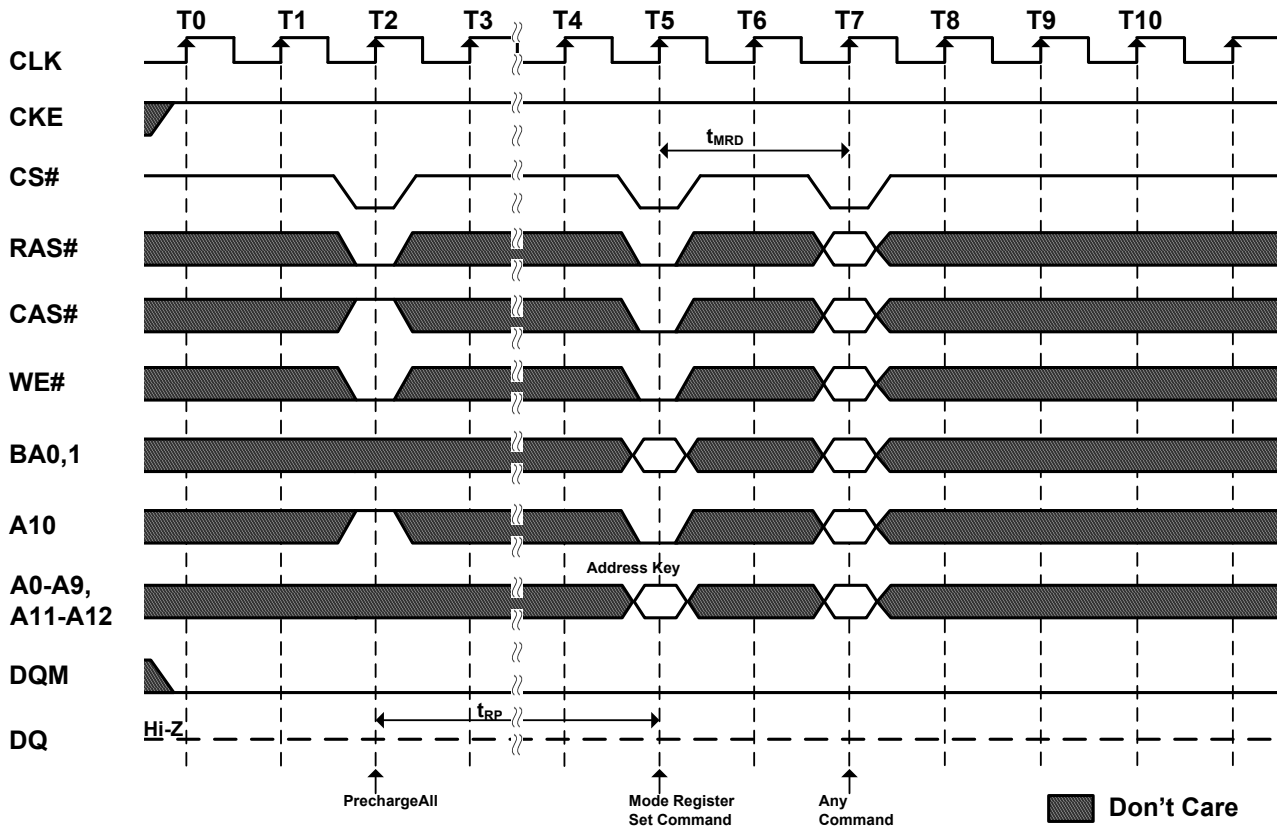 T0 T1 T2 T3 T4 T5 T6 T7 T8 T9 T10
CLK
CKE
tMRD
CS#
RAS#
CAS#
WE#
BA0,1
A10
Address Key
A0-A9,
A11-A12
DQM
tRP
Hi-Z
DQ
PrechargeAll
Mode Register
Set Command
Any
Command
Don't Care